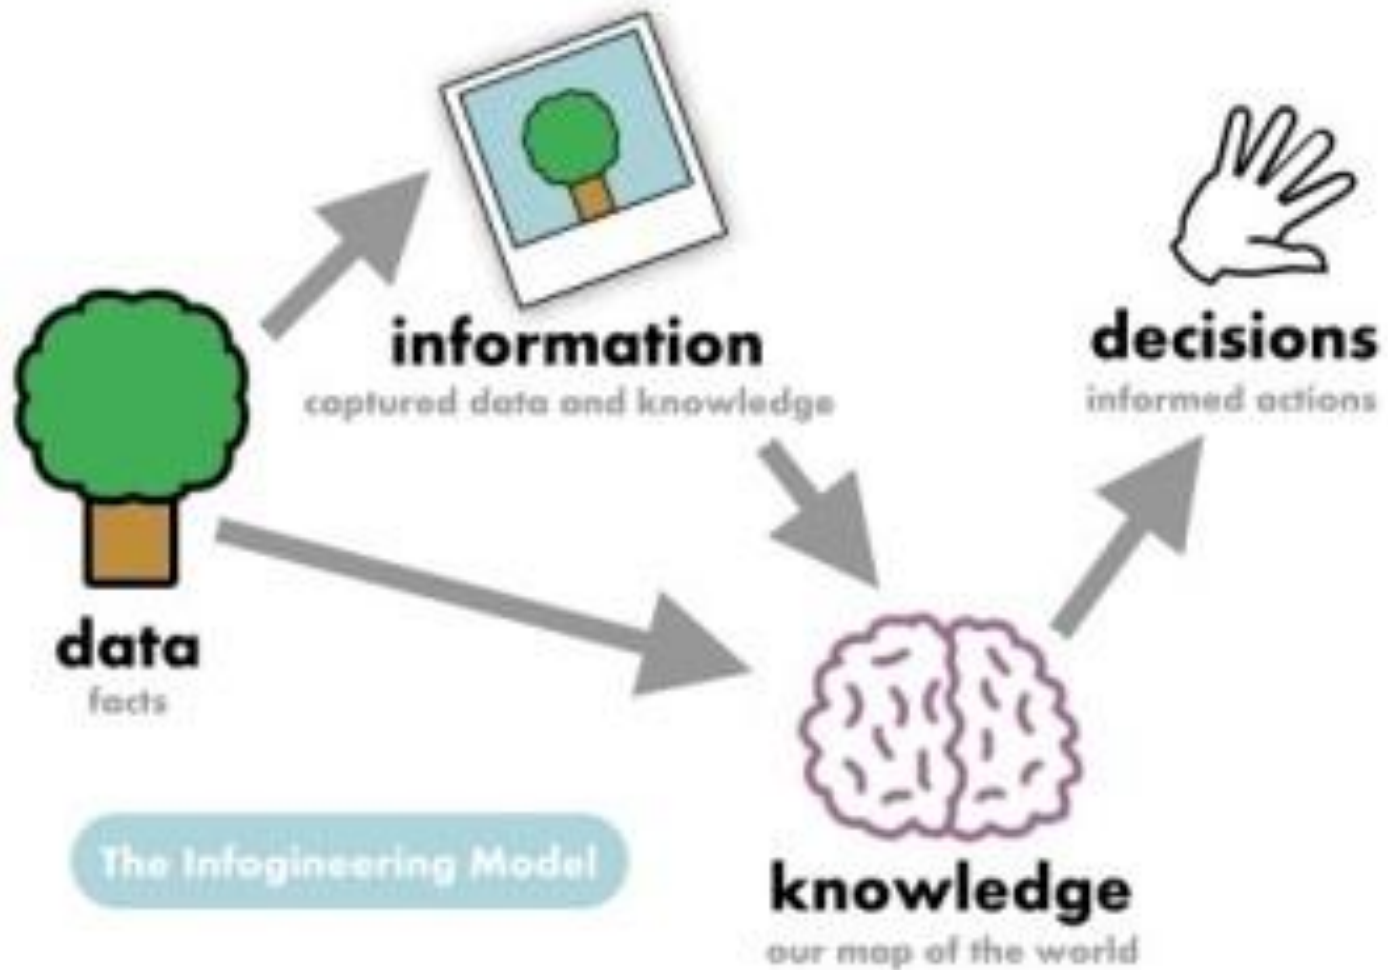 information
captured data and knowledge
decisions
informed actions
data
facts
The Infogineering Model
knowledge
our map of the world